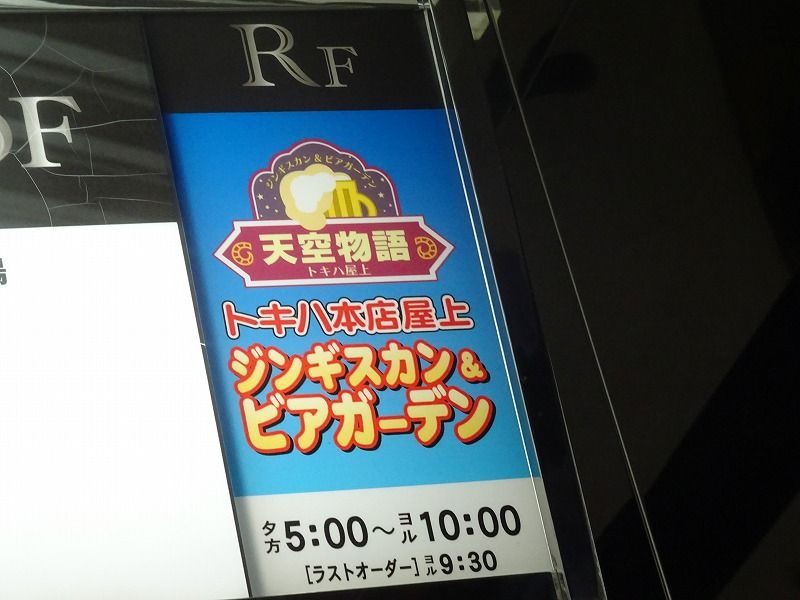 RF
OF
ジンギスカン&ビアガーデン
天空物語
トキハ屋上
トキハ本店屋上
ジンギスカン&
ビアガーデン
夕方5:00~ヨル10:00
[ラストオーダー]ヨル9:30